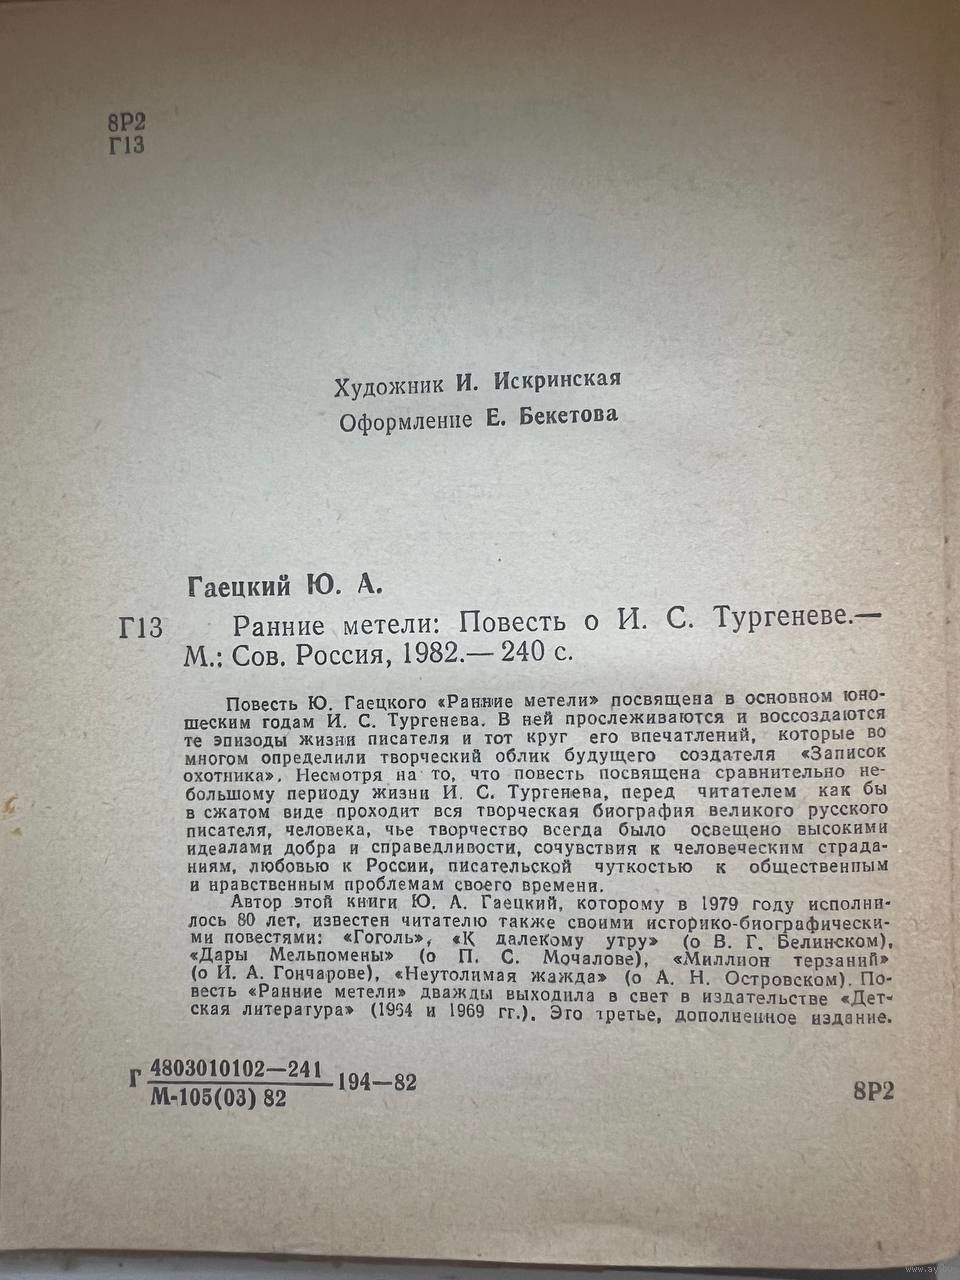 8Р2
Г13
Художник И. Искринская
Оформление Е. Бекетова
Гаецкий Ю. А.
Г13 Ранние метели: Повесть о И. С. Тургеневе.—
М.: Сов. Россия, 1982.— 240 с.
Повесть Ю. Гаецкого «Ранние метели» посвящена в основном юно-
шеским годам И. С. Тургенева. В ней прослеживаются и воссоздаются
те эпизоды жизни писателя и тот круг его впечатлений, которые во
многом определили творческий облик будущего создателя «Записок
охотника». Несмотря на то, что повесть посвящена сравнительно не-
большому периоду жизни И. С. Тургенева, перед читателем как бы
в сжатом виде проходит вся творческая биография великого русского
писателя, человека, чье творчество всегда было освещено высокими
идеалами добра и справедливости, сочувствия к человеческим страда-
ниям, любовью к России, писательской чуткостью к общественным
и нравственным проблемам своего времени.
Автор этой книги Ю. А. Гаецкий, которому в 1979 году исполни-
лось 80 лет, известен читателю также своими историко-биографически-
ми повестями: «Гоголь», «К далекому утру» (о В. Г. Белинском),
«Дары Мельпомены» (о П. С. Мочалове), «Миллион терзаний»
(о И. А. Гончарове), «Неутолимая жажда» (о А. Н. Островском). По-
весть «Ранние метели» дважды выходила в свет в издательстве «Дет-
ская литература» (1964 и 1969 гг.). Это третье, дополненное издание.
Г 4803010102—241 194—82
М-105(03) 82
8Р2